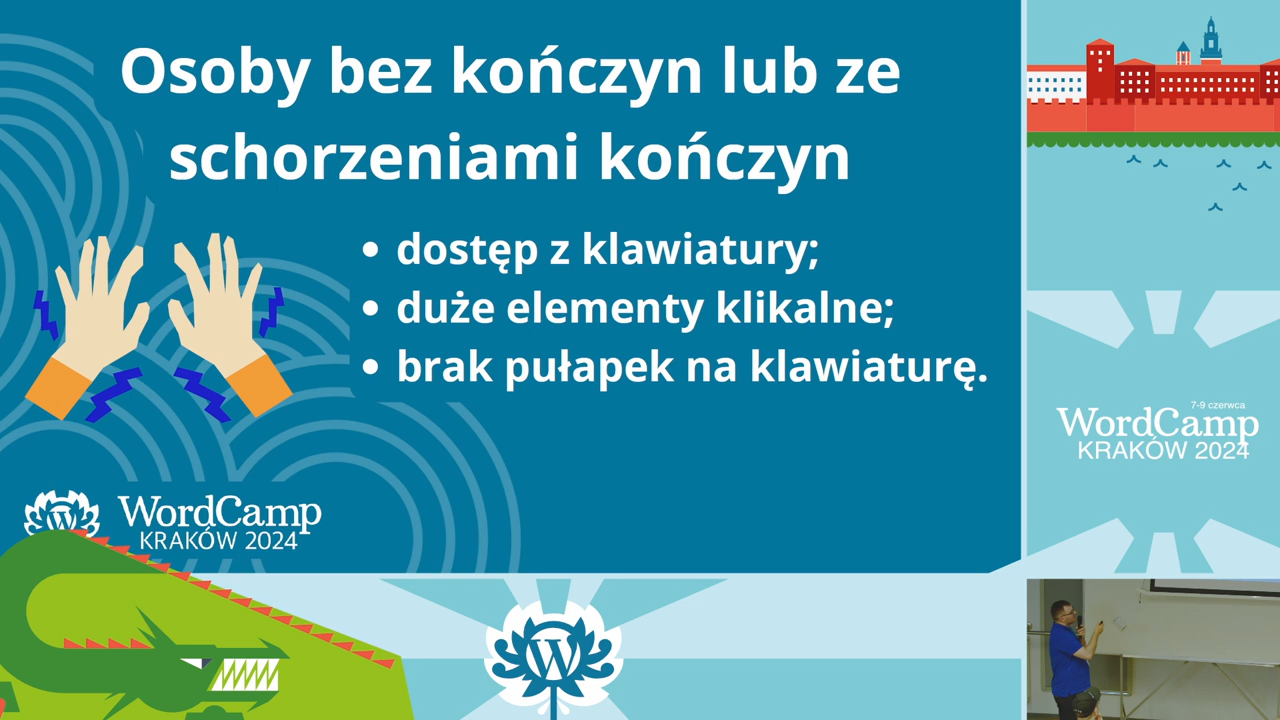 Osoby bez kończyn lub ze
schorzeniami kończyn
• dostęp z klawiatury;
• duże elementy klikalne;
• brak pułapek na klawiaturę.
WordCamp
KRAKÓW 2024
7-9 czerwca
WordCamp
KRAKÓW 2024